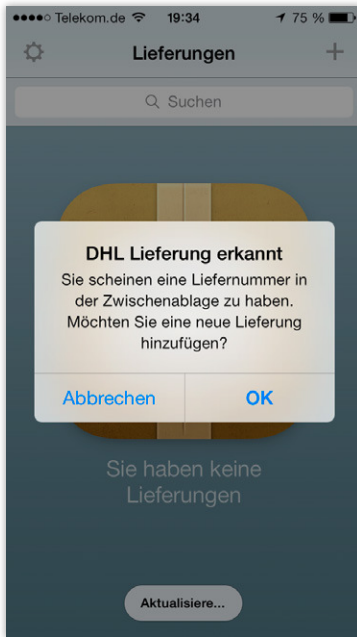 Telekom.de 19:34 75 %
Lieferungen
Suchen
DHL Lieferung erkannt
Sie scheinen eine Liefernummer in
der Zwischenablage zu haben.
Möchten Sie eine neue Lieferung
hinzufügen?
Abbrechen OK
Sie haben keine
Lieferungen
Aktualisiere...